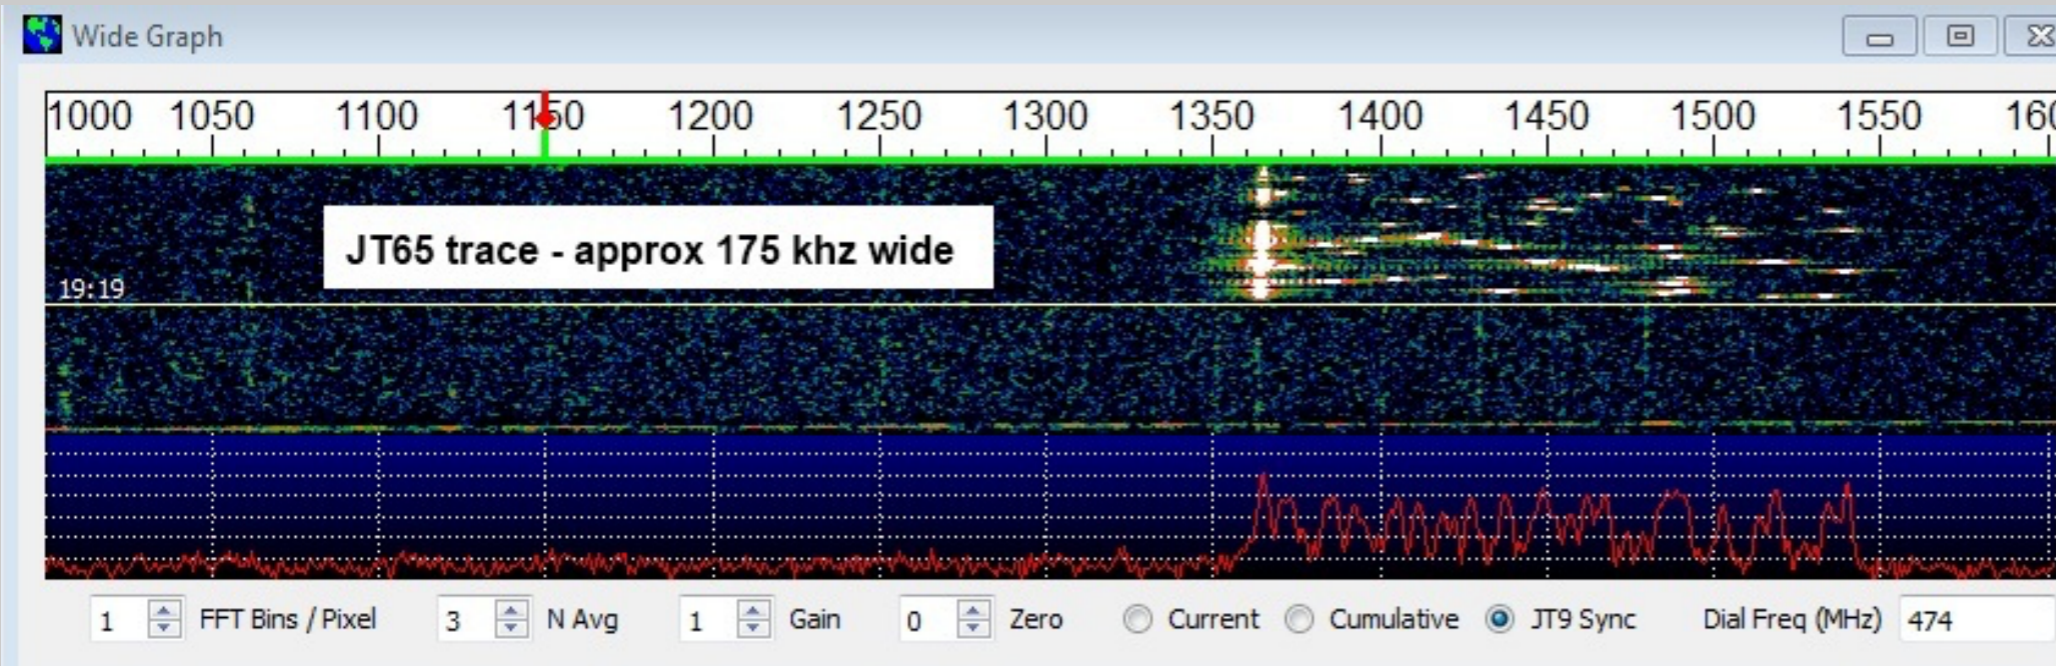 Wide Graph
1000 1050 1100 1150 1200 1250 1300 1350 1400 1450 1500 1550 160
JT65 trace - approx 175 khz wide
19:19
1 FFT Bins / Pixel 3 N Avg 1 Gain 0 Zero Current Cumulative JT9 Sync Dial Freq (MHz) 474